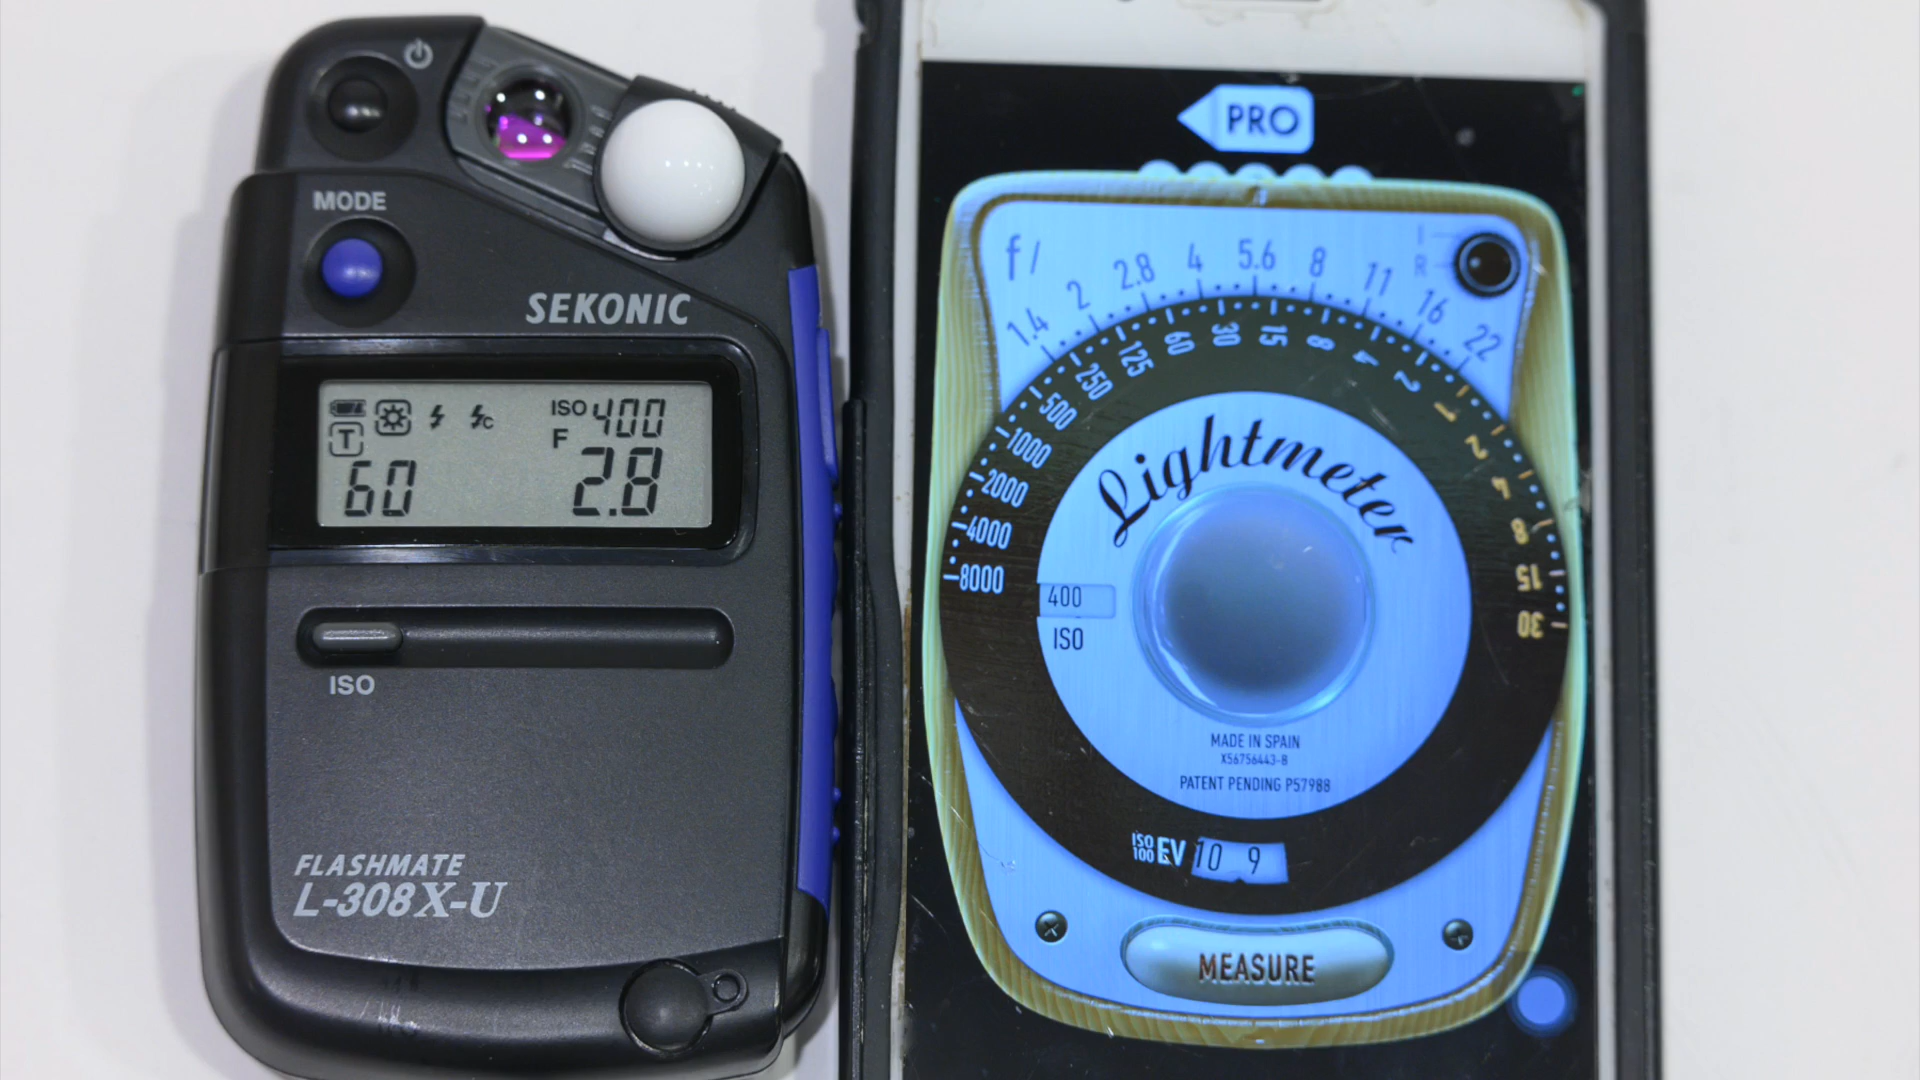 MODE
SEKONIC
ISO 400
T
F
60 2.8
C
ISO
FLASHMATE
L-308X-U
PRO
f/ 1.4 2 2.8 4 5.6 8 11 16 22
I
R
8000 4000 2000 1000 500 250 125 60 30 15 8 4 2 1 2 4 8 15 30
Lightmeter
400
ISO
MADE IN SPAIN
X56756443-B
PATENT PENDING P57988
ISO 100 EV 10 9
MEASURE